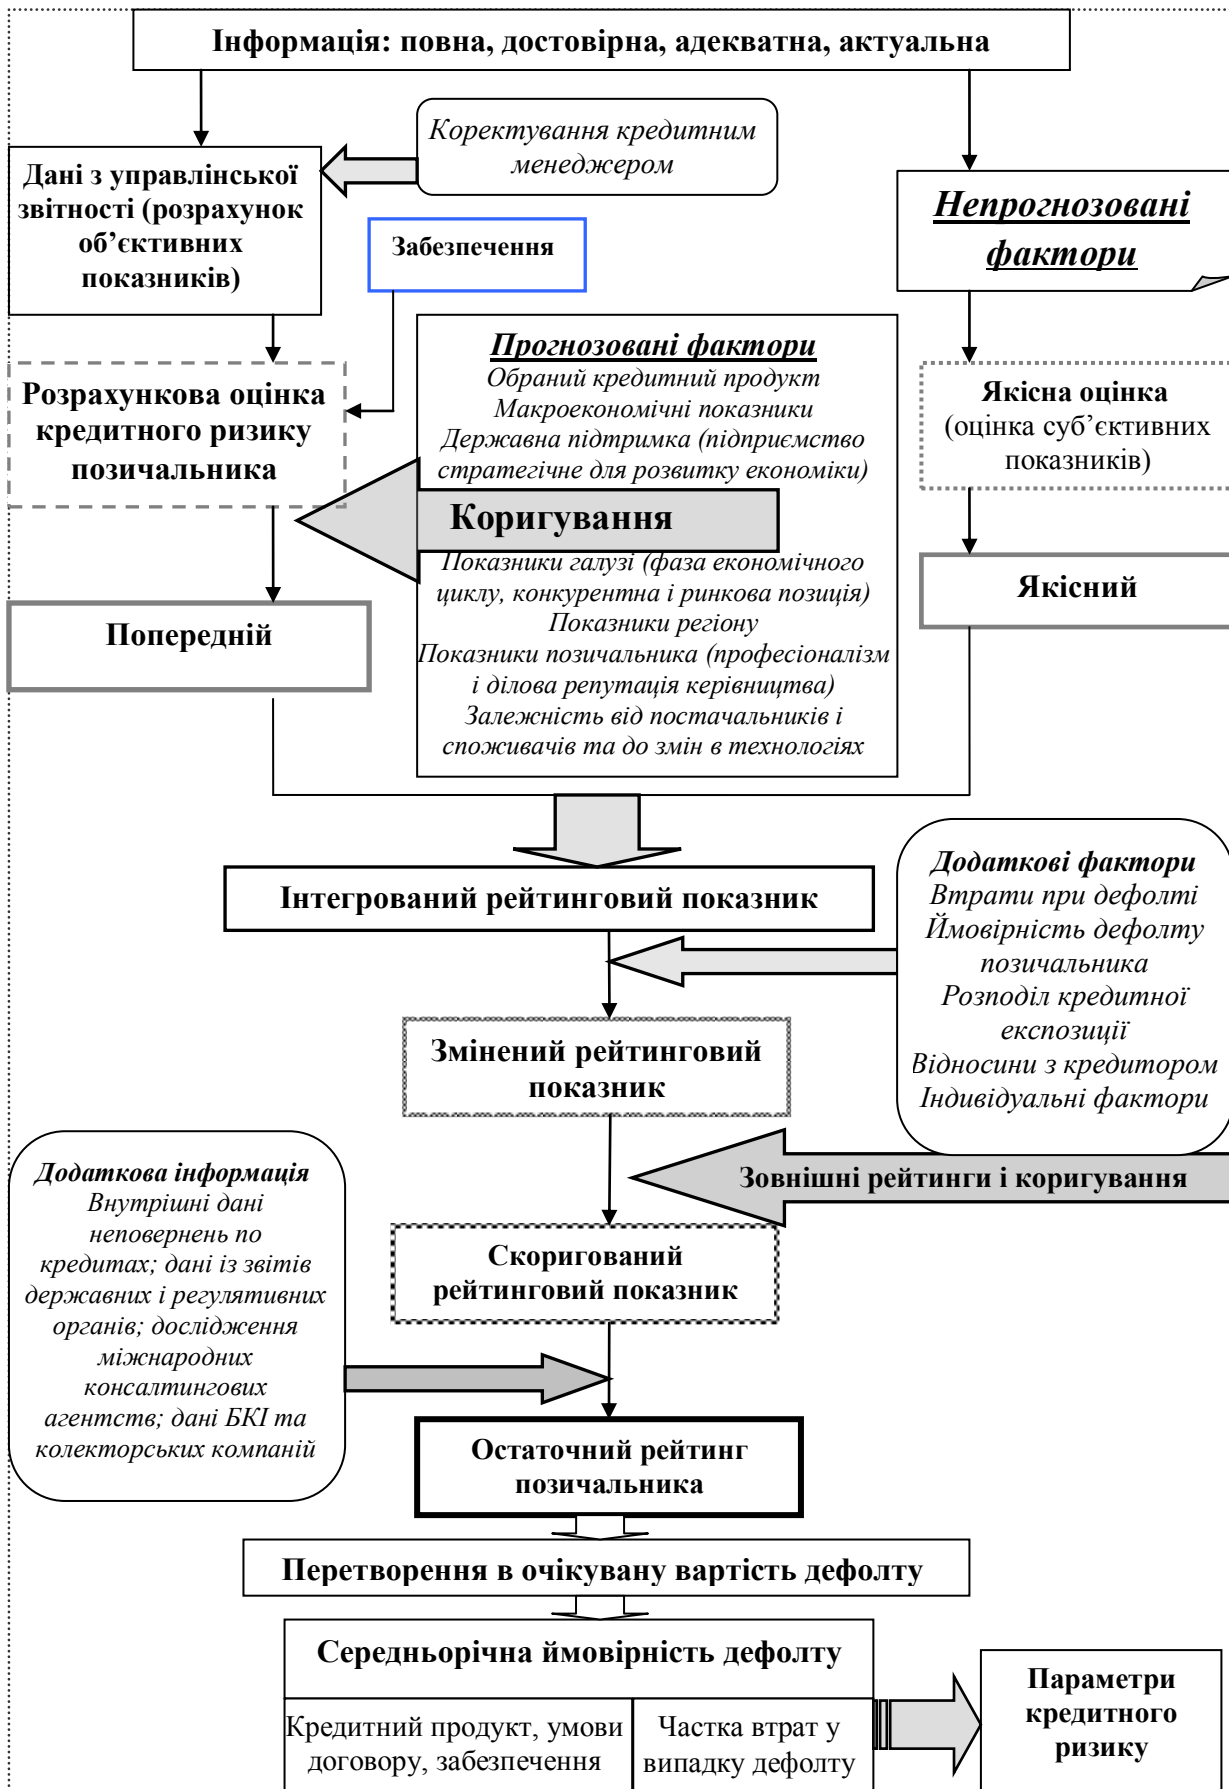 Інформація: повна, достовірна, адекватна, актуальна
Коректування кредитним
менеджером
Дані з управлінської
звітності (розрахунок
об’єктивних
показників)
Забезпечення
Непрогнозовані
фактори
Розрахункова оцінка
кредитного ризику
позичальника
Прогнозовані фактори
Обраний кредитний продукт
Макроекономічні показники
Державна підтримка (підприємство
стратегічне для розвитку економіки)
Коригування
Показники галузі (фаза економічного
циклу, конкурентна і ринкова позиція)
Показники регіону
Показники позичальника (професіоналізм
і ділова репутація керівництва)
Залежність від постачальників і
споживачів та до змін в технологіях
Якісна оцінка
(оцінка суб’єктивних
показників)
Попередній
Якісний
Інтегрований рейтинговий показник
Додаткові фактори
Втрати при дефолті
Ймовірність дефолту
позичальника
Розподіл кредитної
експозиції
Відносини з кредитором
Індивідуальні фактори
Змінений рейтинговий
показник
Зовнішні рейтинги і коригування
Додаткова інформація
Внутрішні дані
неповернень по
кредитах; дані із звітів
державних і регулятивних
органів; дослідження
міжнародних
консалтингових
агентств; дані БКІ та
колекторських компаній
Скоригований
рейтинговий показник
Остаточний рейтинг
позичальника
Перетворення в очікувану вартість дефолту
Середньорічна ймовірність дефолту
Кредитний продукт, умови
договору, забезпечення
Частка втрат у
випадку дефолту
Параметри
кредитного
ризику